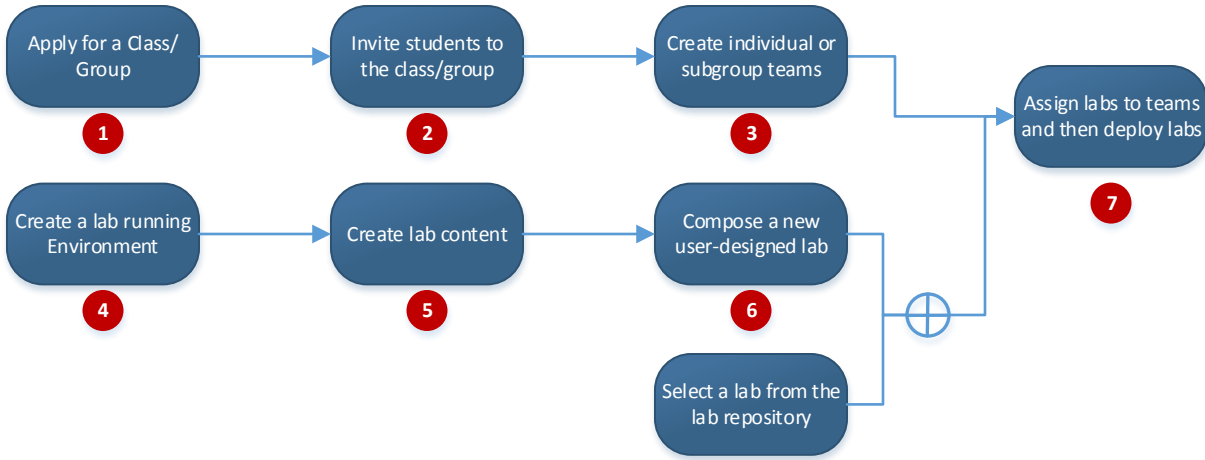 Apply for a Class/
Group
1
Invite students to
the class/group
2
Create individual or
subgroup teams
3
Assign labs to teams
and then deploy labs
7
Create a lab running
Environment
4
Create lab content
5
Compose a new
user-designed lab
6
Select a lab from the
lab repository